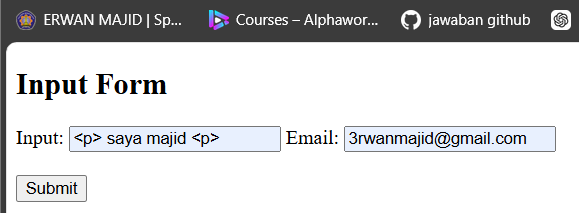 ERWAN MAJID | Sp... Courses – Alphawor... jawaban github
Input Form
Input: <p> saya majid <p> Email: 3rwanmajid@gmail.com
Submit